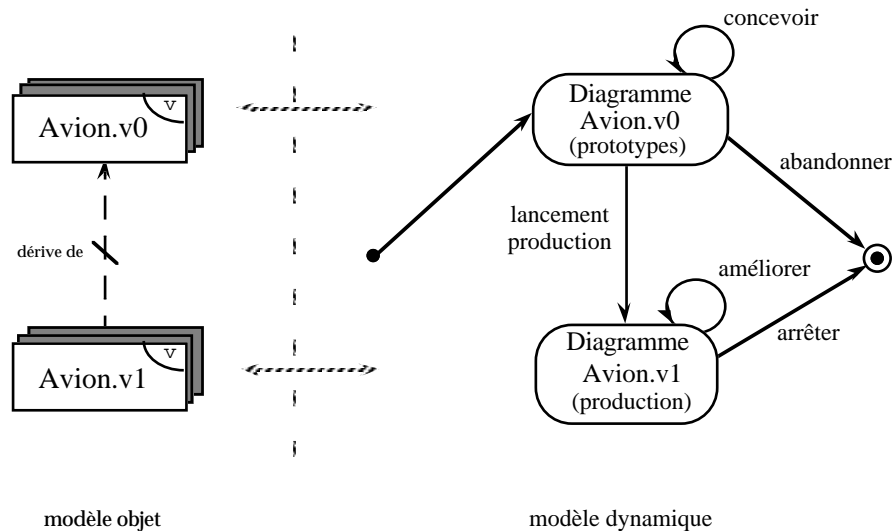 concevoir
v
Avion.v0
Diagramme
Avion.v0
(prototypes)
abandonner
lancement
production
dérive de
améliorer
v
Avion.v1
Diagramme
Avion.v1
(production)
arrêter
modèle objet
modèle dynamique